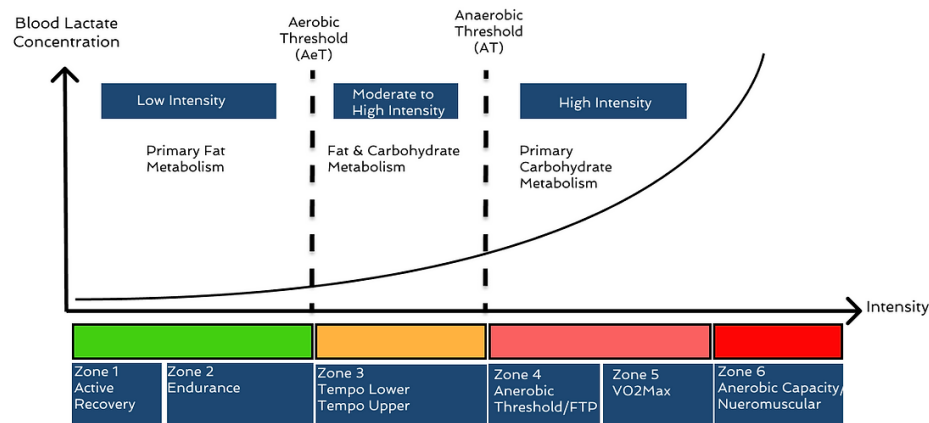 Blood Lactate
Concentration
Aerobic
Threshold
(AeT)
Anaerobic
Threshold
(AT)
Low Intensity
Moderate to
High Intensity
High Intensity
Primary Fat
Metabolism
Fat & Carbohydrate
Metabolism
Primary
Carbohydrate
Metabolism
Intensity
Zone 1
Active
Recovery
Zone 2
Endurance
Zone 3
Tempo Lower
Tempo Upper
Zone 4
Anerobic
Threshold/FTP
Zone 5
VO2Max
Zone 6
Anerobic Capacity/
Nueromuscular